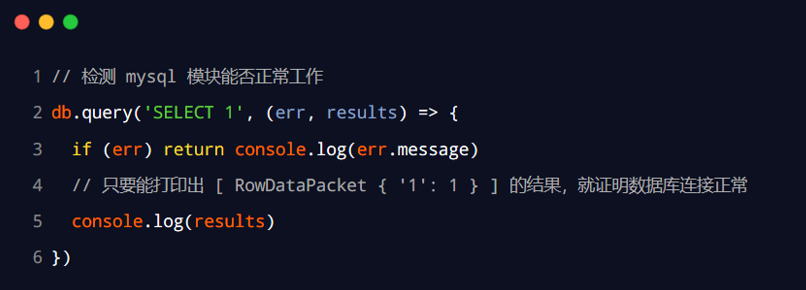 1 // 检测 mysql 模块能否正常工作
2 db.query('SELECT 1', (err, results) => {
3   if (err) return console.log(err.message)
4   // 只要能打印出 [ RowDataPacket { '1': 1 } ] 的结果，就证明数据库连接正常
5   console.log(results)
6 })